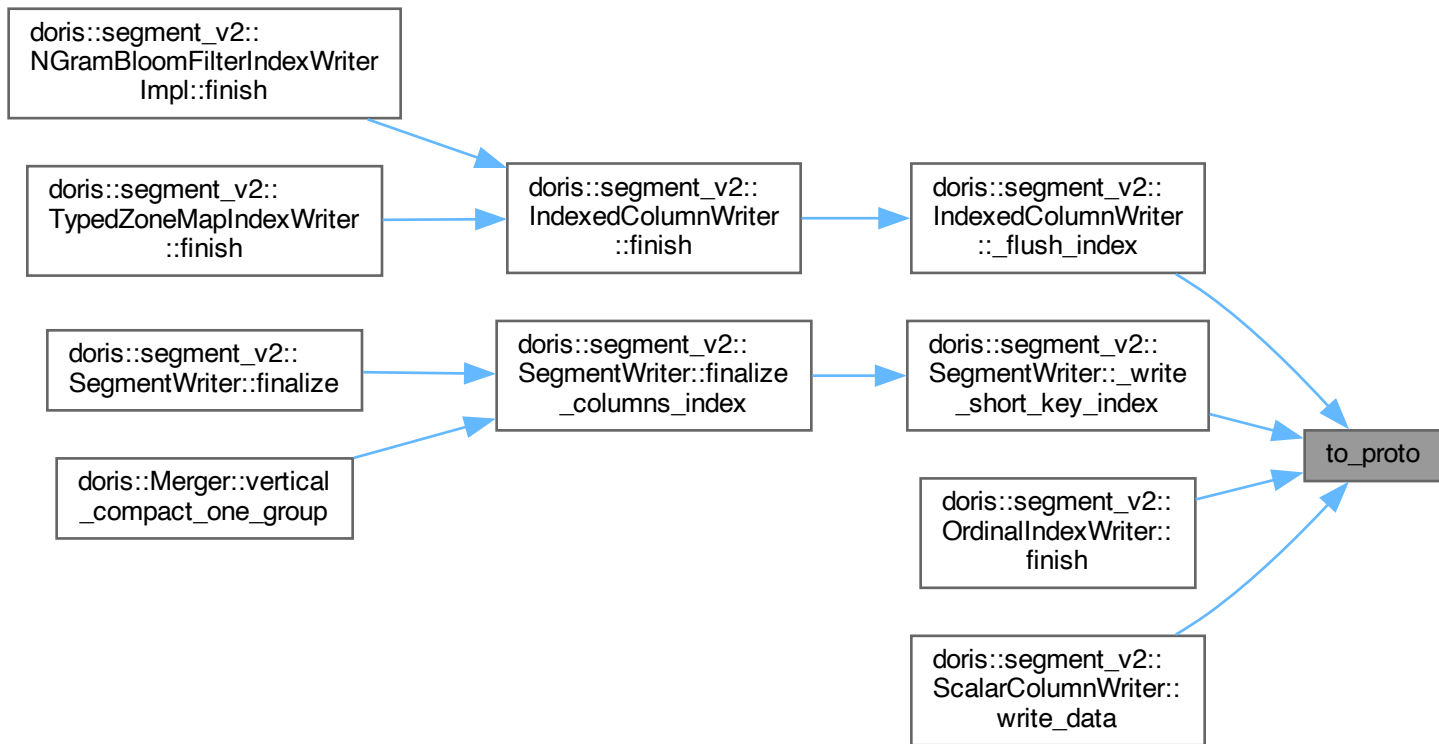 doris::segment_v2::
NGramBloomFilterIndexWriter
Impl::finish
doris::segment_v2::
TypedZoneMapIndexWriter
::finish
doris::segment_v2::
IndexedColumnWriter
::finish
doris::segment_v2::
IndexedColumnWriter
::_flush_index
doris::segment_v2::
SegmentWriter::finalize
doris::segment_v2::
SegmentWriter::finalize
_columns_index
doris::segment_v2::
SegmentWriter::_write
_short_key_index
doris::Merger::vertical
_compact_one_group
to_proto
doris::segment_v2::
OrdinalIndexWriter::
finish
doris::segment_v2::
ScalarColumnWriter::
write_data